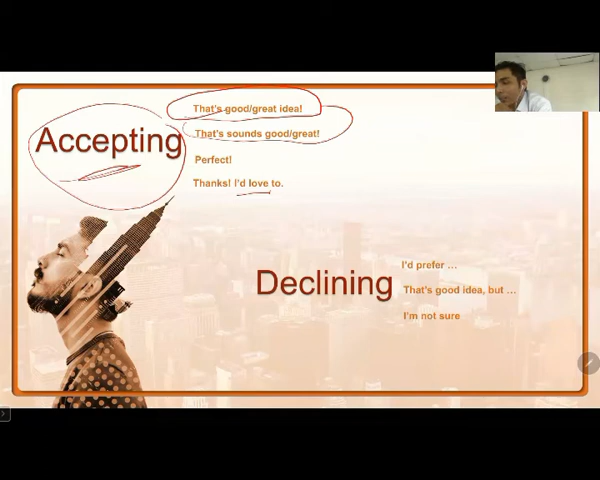 That's good/great idea!
Accepting
That's sounds good/great!
Perfect!
Thanks! I'd love to.
Declining
I'd prefer ...
That's good idea, but ...
I'm not sure